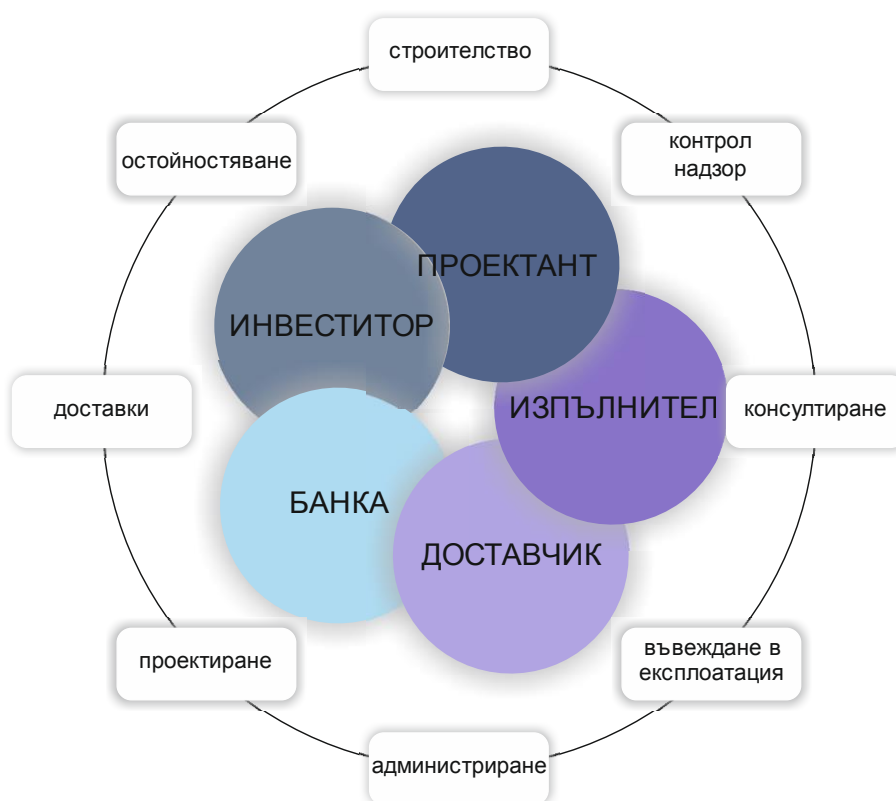 строителство
остойностяване
контрол
надзор
ПРОЕКТАНТ
ИНВЕСТИТОР
доставки
ИЗПЪЛНИТЕЛ
консултиране
БАНКА
ДОСТАВЧИК
проектиране
въвеждане в
експлоатация
администриране